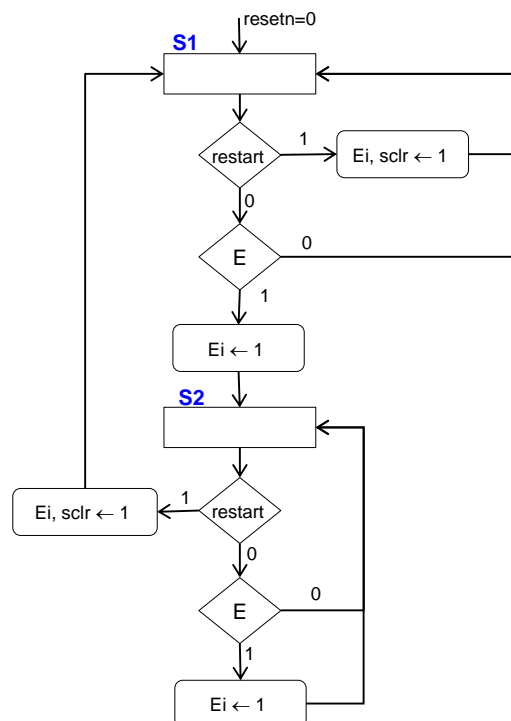 resetn=0
S1
restart
1
Ei, sclr ← 1
0
E
0
1
Ei ← 1
S2
restart
1
Ei, sclr ← 1
0
E
0
1
Ei ← 1